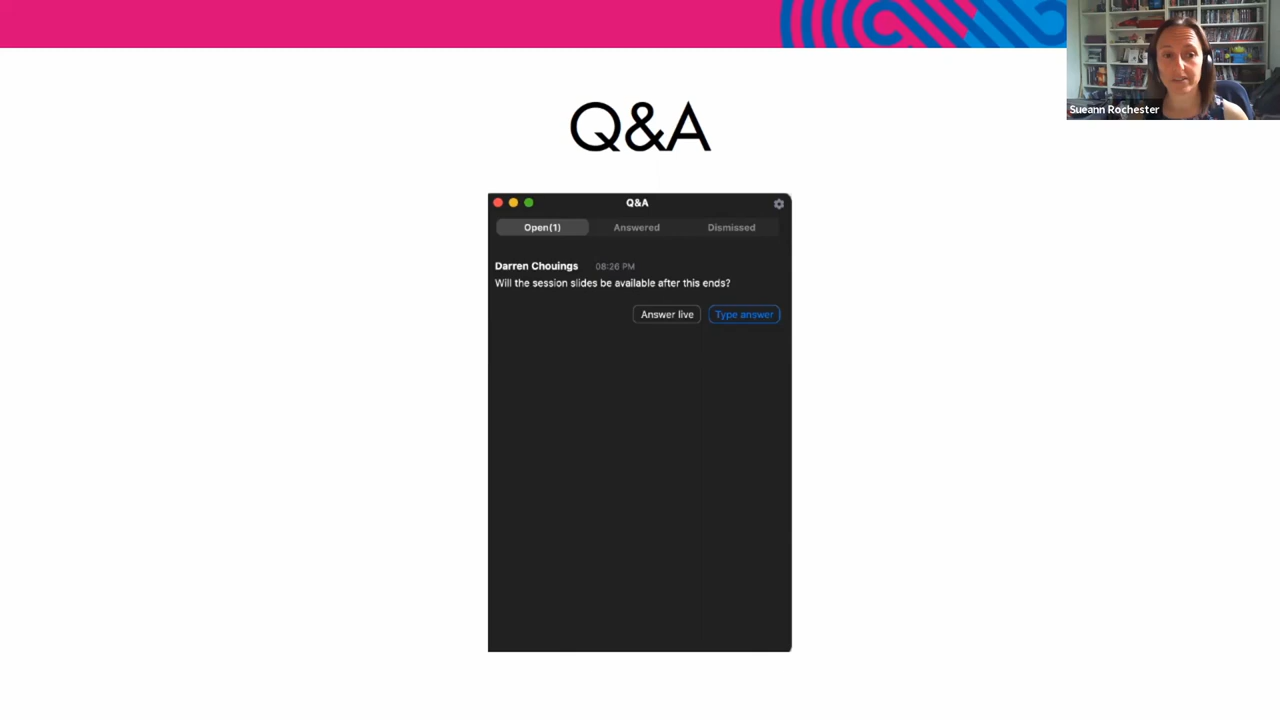 Sueann Rochester
Q&A
Q&A
Open(1) Answered Dismissed
Darren Chouings 08:26 PM
Will the session slides be available after this ends?
Answer live Type answer